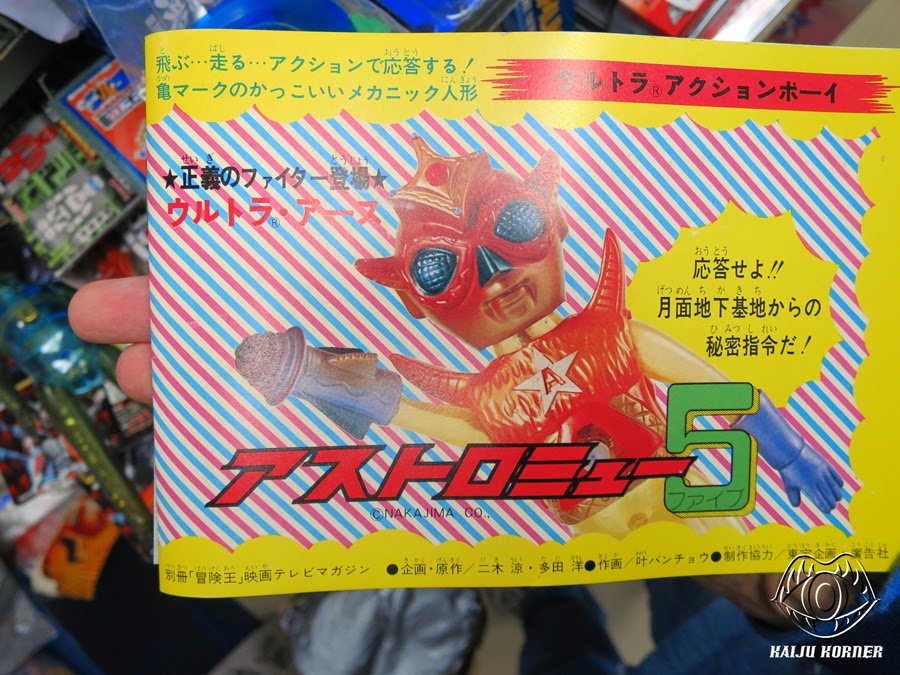 飛ぶ…走る…アクションで応答する！
亀マークのかっこいいメカニック人形
ウルトラ®アクションボーイ
★正義のファイター登場★
ウルトラ®・アース
応答せよ!!
月面地下基地からの
秘密指令だ！
A
アストロミュー5
ファイブ
©NAKAJIMA CO.,
別冊「冒険王」映画テレビマガジン ●企画・原作／二木 涼・多田 洋●作画／叶バンチョウ●制作協力／東宝企画・廣告社
KAIJU KORNER